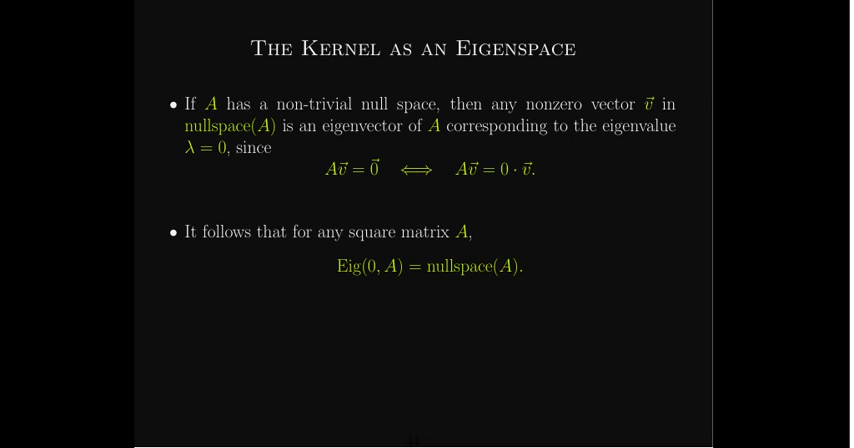 The Kernel as an Eigenspace
• If A has a non-trivial null space, then any nonzero vector v⃗ in
nullspace(A) is an eigenvector of A corresponding to the eigenvalue
λ = 0, since
Av⃗ = 0⃗ ⟺ Av⃗ = 0 · v⃗.
• It follows that for any square matrix A,
Eig(0, A) = nullspace(A).